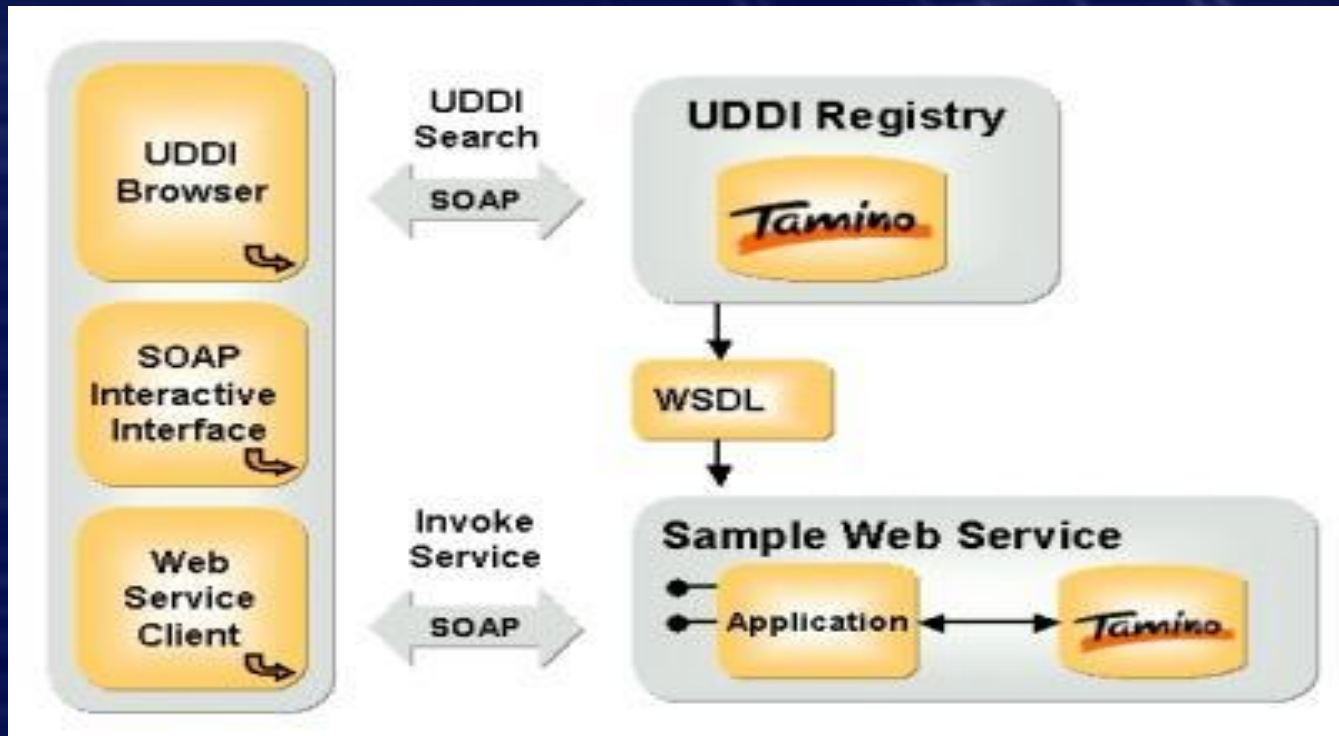 UDDI
Browser
SOAP
Interactive
Interface
Web
Service
Client
UDDI
Search
SOAP
Invoke
Service
SOAP
UDDI Registry
Tamino
WSDL
Sample Web Service
Application
Tamino